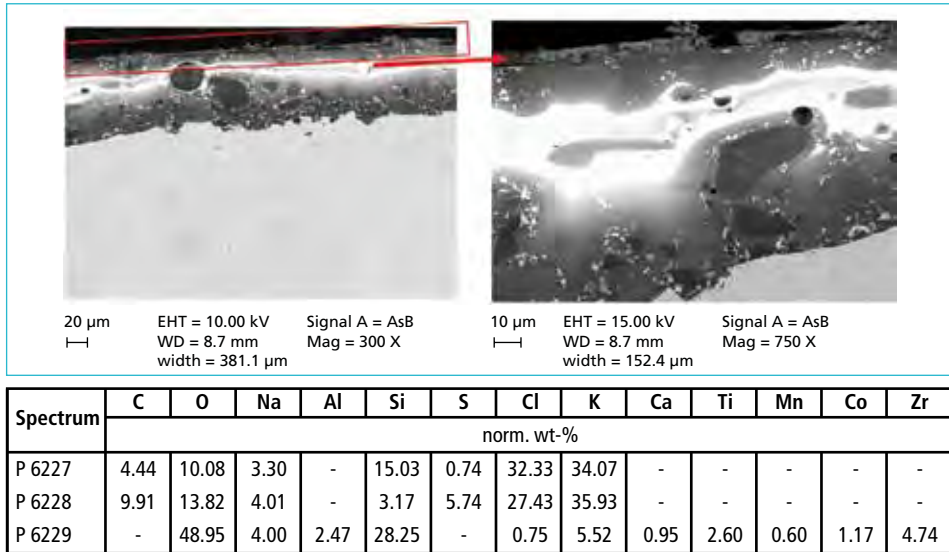 20 µm EHT = 10.00 kV Signal A = AsB
WD = 8.7 mm Mag = 300 X
width = 381.1 µm
10 µm EHT = 15.00 kV Signal A = AsB
WD = 8.7 mm Mag = 750 X
width = 152.4 µm
Spectrum C O Na Al Si S Cl K Ca Ti Mn Co Zr
norm. wt-%
P 6227 4.44 10.08 3.30 - 15.03 0.74 32.33 34.07 - - - - -
P 6228 9.91 13.82 4.01 - 3.17 5.74 27.43 35.93 - - - - -
P 6229 - 48.95 4.00 2.47 28.25 - 0.75 5.52 0.95 2.60 0.60 1.17 4.74